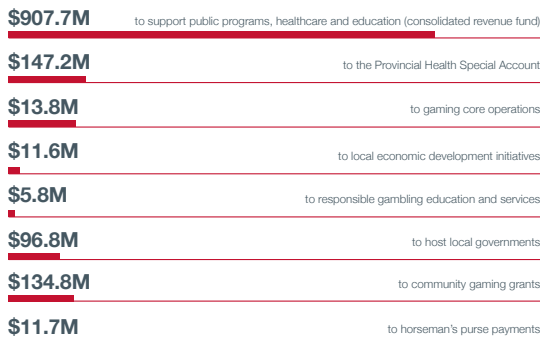 $907.7M to support public programs, healthcare and education (consolidated revenue fund)
$147.2M to the Provincial Health Special Account
$13.8M to gaming core operations
$11.6M to local economic development initiatives
$5.8M to responsible gambling education and services
$96.8M to host local governments
$134.8M to community gaming grants
$11.7M to horseman's purse payments